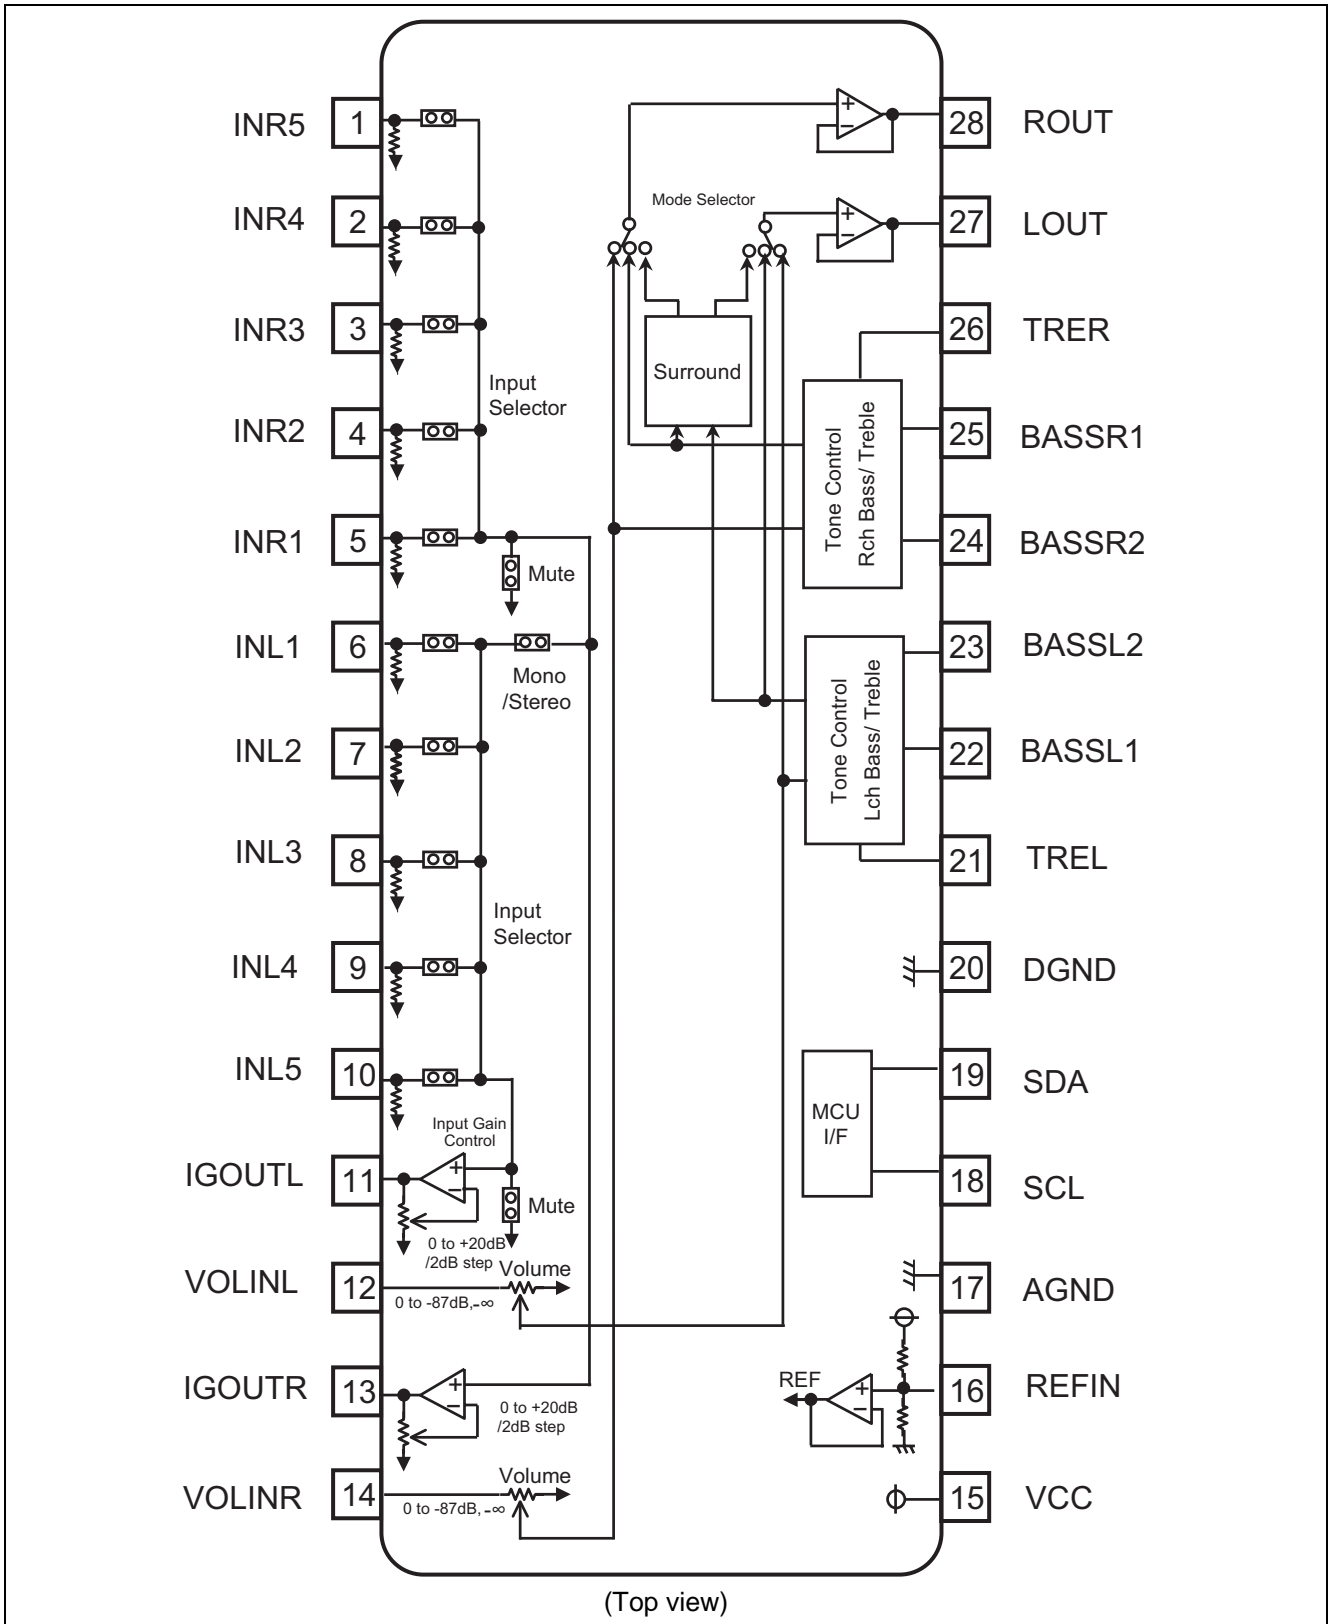 INR5
1
INR4
2
INR3
3
INR2
4
INR1
5
INL1
6
INL2
7
INL3
8
INL4
9
INL5
10
IGOUTL
11
VOLINL
12
IGOUTR
13
VOLINR
14
Input
Selector
Mute
Mono
/Stereo
Input
Selector
Input Gain
Control
+
−
Mute
0 to +20dB
/2dB step
Volume
0 to -87dB,-∞
+
−
0 to +20dB
/2dB step
Volume
0 to -87dB,-∞
Mode Selector
+
−
+
−
Surround
Tone Control
Rch Bass/ Treble
Tone Control
Lch Bass/ Treble
MCU
I/F
REF
+
−
28
ROUT
27
LOUT
26
TRER
25
BASSR1
24
BASSR2
23
BASSL2
22
BASSL1
21
TREL
20
DGND
19
SDA
18
SCL
17
AGND
16
REFIN
15
VCC
(Top view)